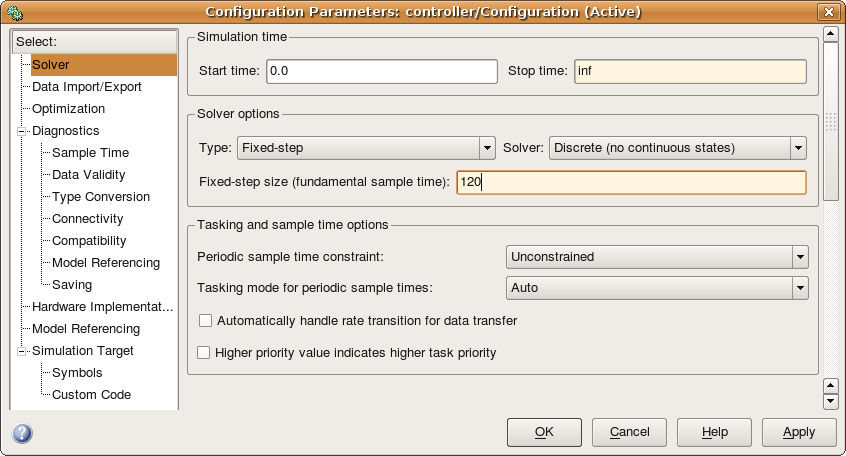 Configuration Parameters: controller/Configuration (Active)
Select:
Solver
Data Import/Export
Optimization
Diagnostics
Sample Time
Data Validity
Type Conversion
Connectivity
Compatibility
Model Referencing
Saving
Hardware Implementat...
Model Referencing
Simulation Target
Symbols
Custom Code
Simulation time
Start time: 0.0 Stop time: inf
Solver options
Type: Fixed-step Solver: Discrete (no continuous states)
Fixed-step size (fundamental sample time): 120
Tasking and sample time options
Periodic sample time constraint: Unconstrained
Tasking mode for periodic sample times: Auto
Automatically handle rate transition for data transfer
Higher priority value indicates higher task priority
? OK Cancel Help Apply